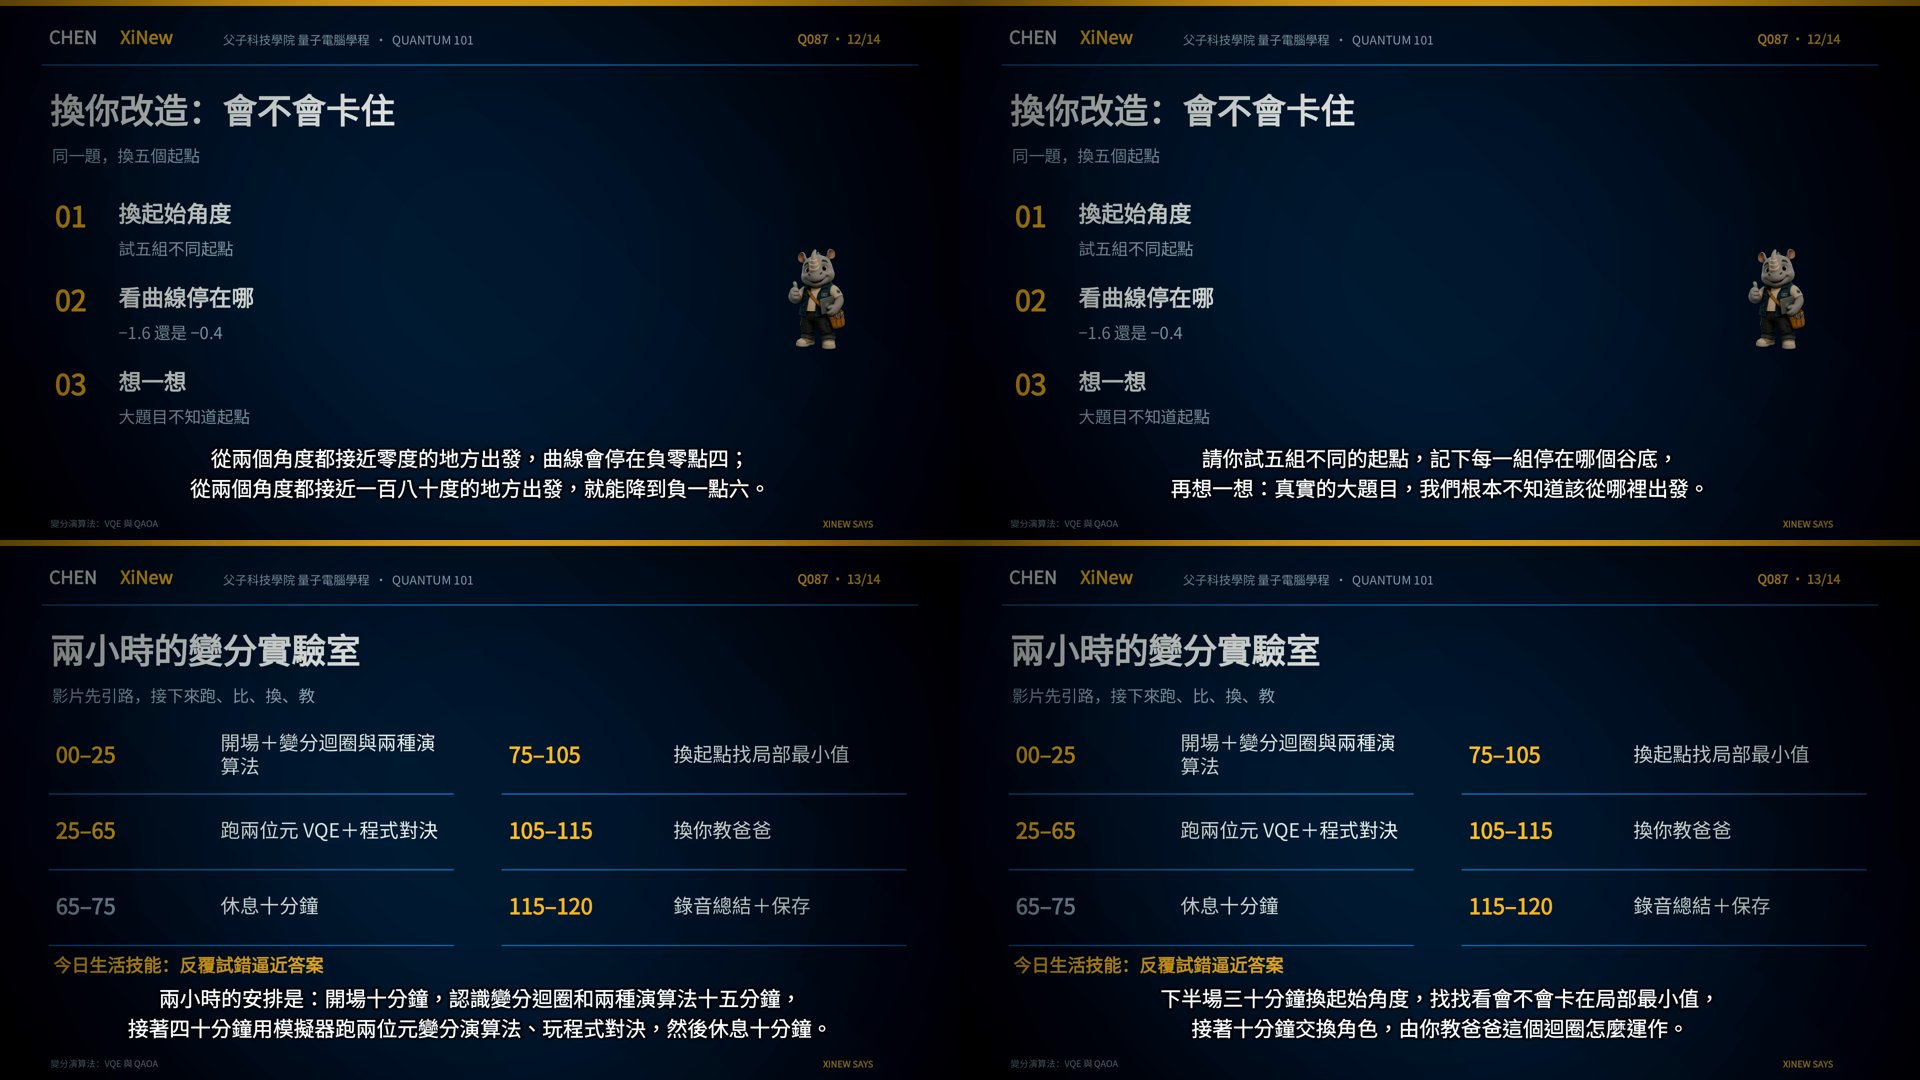 CHEN XiNew 父子科技學院 量子電腦學程 • QUANTUM 101 Q087 • 12/14
換你改造：會不會卡住
同一題，換五個起點
01 換起始角度
試五組不同起點
02 看曲線停在哪
−1.6 還是 −0.4
03 想一想
大題目不知道起點
從兩個角度都接近零度的地方出發，曲線會停在負零點四；
從兩個角度都接近一百八十度的地方出發，就能降到負一點六。
變分演算法：VQE 與 QAOA XINEW SAYS
CHEN XiNew 父子科技學院 量子電腦學程 • QUANTUM 101 Q087 • 12/14
換你改造：會不會卡住
同一題，換五個起點
01 換起始角度
試五組不同起點
02 看曲線停在哪
−1.6 還是 −0.4
03 想一想
大題目不知道起點
請你試五組不同的起點，記下每一組停在哪個谷底，
再想一想：真實的大題目，我們根本不知道該從哪裡出發。
變分演算法：VQE 與 QAOA XINEW SAYS
CHEN XiNew 父子科技學院 量子電腦學程 • QUANTUM 101 Q087 • 13/14
兩小時的變分實驗室
影片先引路，接下來跑、比、換、教
00–25 開場＋變分迴圈與兩種演
算法
25–65 跑兩位元 VQE＋程式對決
65–75 休息十分鐘
75–105 換起點找局部最小值
105–115 換你教爸爸
115–120 錄音總結＋保存
今日生活技能：反覆試錯逼近答案
兩小時的安排是：開場十分鐘，認識變分迴圈和兩種演算法十五分鐘，
接著四十分鐘用模擬器跑兩位元變分演算法、玩程式對決，然後休息十分鐘。
變分演算法：VQE 與 QAOA XINEW SAYS
CHEN XiNew 父子科技學院 量子電腦學程 • QUANTUM 101 Q087 • 13/14
兩小時的變分實驗室
影片先引路，接下來跑、比、換、教
00–25 開場＋變分迴圈與兩種演
算法
25–65 跑兩位元 VQE＋程式對決
65–75 休息十分鐘
75–105 換起點找局部最小值
105–115 換你教爸爸
115–120 錄音總結＋保存
今日生活技能：反覆試錯逼近答案
下半場三十分鐘換起始角度，找找看會不會卡在局部最小值，
接著十分鐘交換角色，由你教爸爸這個迴圈怎麼運作。
變分演算法：VQE 與 QAOA XINEW SAYS